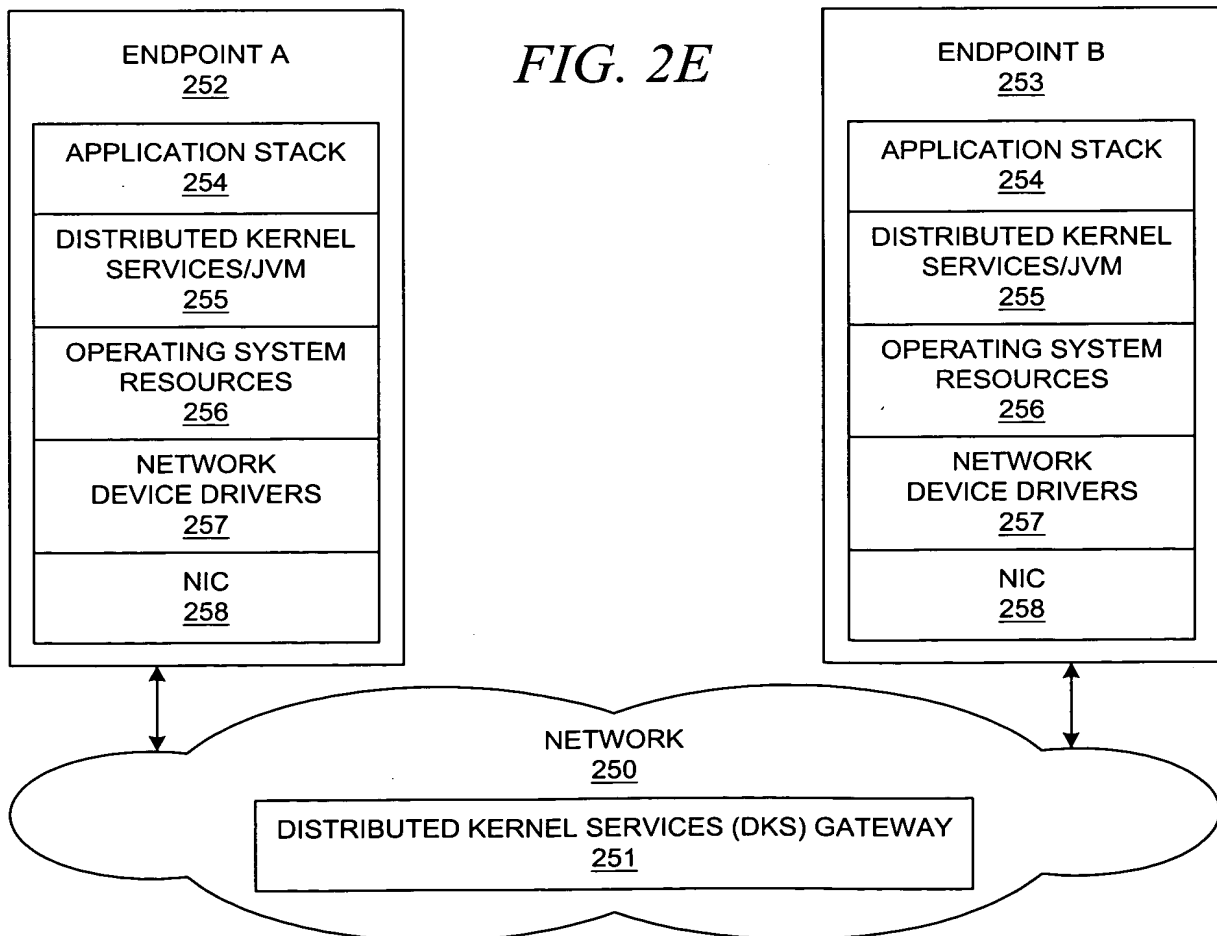 FIG. 2E
ENDPOINT A
252
APPLICATION STACK
254
DISTRIBUTED KERNEL
SERVICES/JVM
255
OPERATING SYSTEM
RESOURCES
256
NETWORK
DEVICE DRIVERS
257
NIC
258
ENDPOINT B
253
APPLICATION STACK
254
DISTRIBUTED KERNEL
SERVICES/JVM
255
OPERATING SYSTEM
RESOURCES
256
NETWORK
DEVICE DRIVERS
257
NIC
258
NETWORK
250
DISTRIBUTED KERNEL SERVICES (DKS) GATEWAY
251